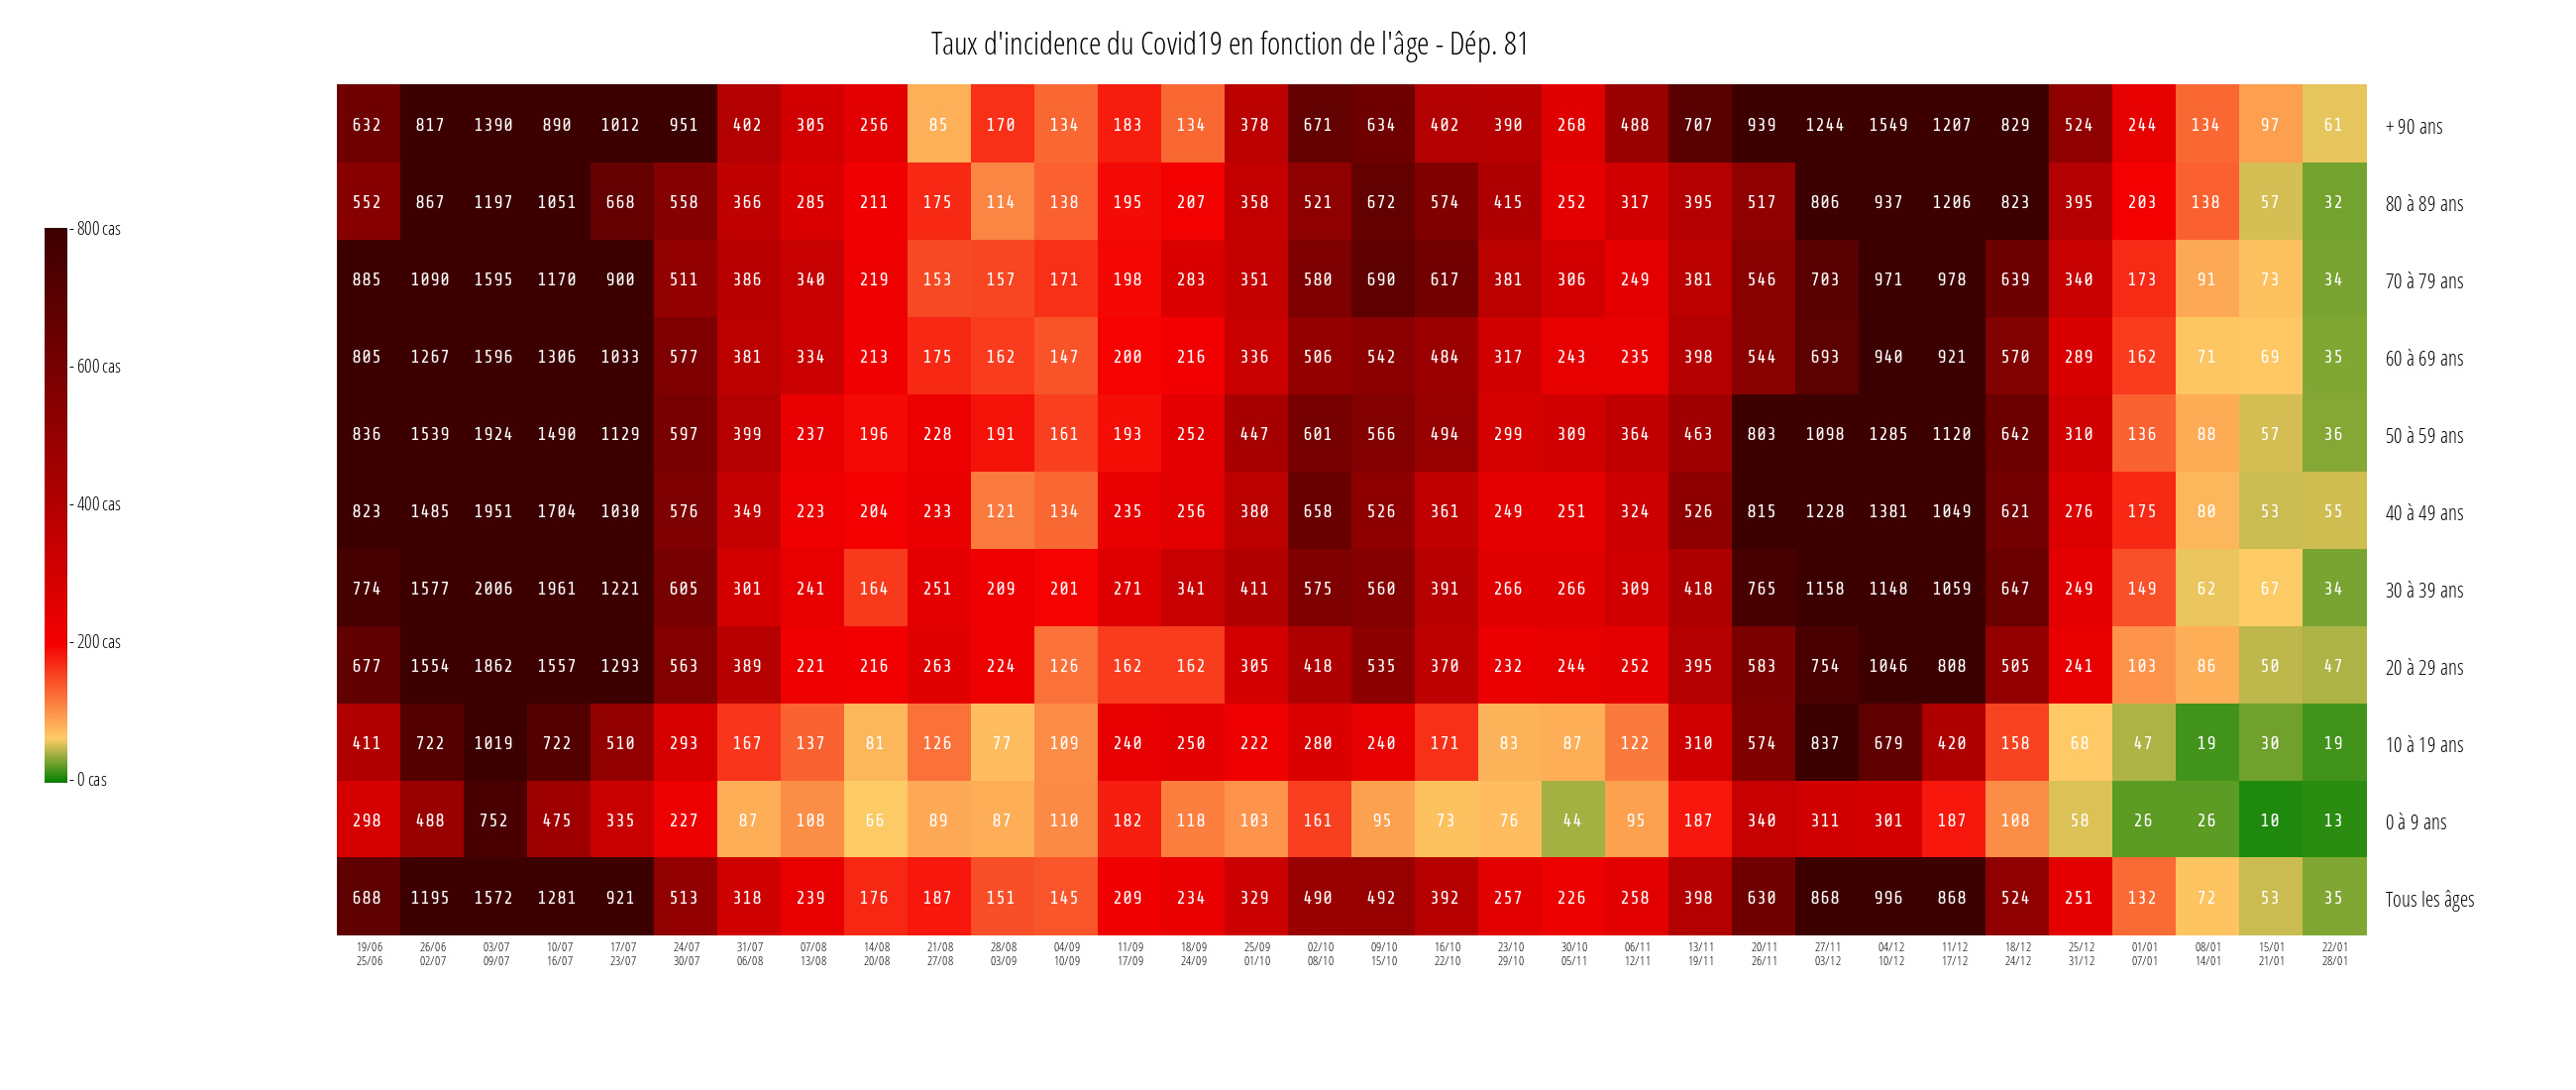 Taux d'incidence du Covid19 en fonction de l'âge - Dép. 81
- 800 cas
- 600 cas
- 400 cas
- 200 cas
- 0 cas
632 817 1390 890 1012 951 402 305 256 85 170 134 183 134 378 671 634 402 390 268 488 707 939 1244 1549 1207 829 524 244 134 97 61 + 90 ans
552 867 1197 1051 668 558 366 285 211 175 114 138 195 207 358 521 672 574 415 252 317 395 517 806 937 1206 823 395 203 138 57 32 80 à 89 ans
885 1090 1595 1170 900 511 386 340 219 153 157 171 198 283 351 580 690 617 381 306 249 381 546 703 971 978 639 340 173 91 73 34 70 à 79 ans
805 1267 1596 1306 1033 577 381 334 213 175 162 147 200 216 336 506 542 484 317 243 235 398 544 693 940 921 570 289 162 71 69 35 60 à 69 ans
836 1539 1924 1490 1129 597 399 237 196 228 191 161 193 252 447 601 566 494 299 309 364 463 803 1098 1285 1120 642 310 136 88 57 36 50 à 59 ans
823 1485 1951 1704 1030 576 349 223 204 233 121 134 235 256 380 658 526 361 249 251 324 526 815 1228 1381 1049 621 276 175 80 53 55 40 à 49 ans
774 1577 2006 1961 1221 605 301 241 164 251 209 201 271 341 411 575 560 391 266 266 309 418 765 1158 1148 1059 647 249 149 62 67 34 30 à 39 ans
677 1554 1862 1557 1293 563 389 221 216 263 224 126 162 162 305 418 535 370 232 244 252 395 583 754 1046 808 505 241 103 86 50 47 20 à 29 ans
411 722 1019 722 510 293 167 137 81 126 77 109 240 250 222 280 240 171 83 87 122 310 574 837 679 420 158 68 47 19 30 19 10 à 19 ans
298 488 752 475 335 227 87 108 66 89 87 110 182 118 103 161 95 73 76 44 95 187 340 311 301 187 108 58 26 26 10 13 0 à 9 ans
688 1195 1572 1281 921 513 318 239 176 187 151 145 209 234 329 490 492 392 257 226 258 398 630 868 996 868 524 251 132 72 53 35 Tous les âges
19/06 26/06 03/07 10/07 17/07 24/07 31/07 07/08 14/08 21/08 28/08 04/09 11/09 18/09 25/09 02/10 09/10 16/10 23/10 30/10 06/11 13/11 20/11 27/11 04/12 11/12 18/12 25/12 01/01 08/01 15/01 22/01
25/06 02/07 09/07 16/07 23/07 30/07 06/08 13/08 20/08 27/08 03/09 10/09 17/09 24/09 01/10 08/10 15/10 22/10 29/10 05/11 12/11 19/11 26/11 03/12 10/12 17/12 24/12 31/12 07/01 14/01 21/01 28/01